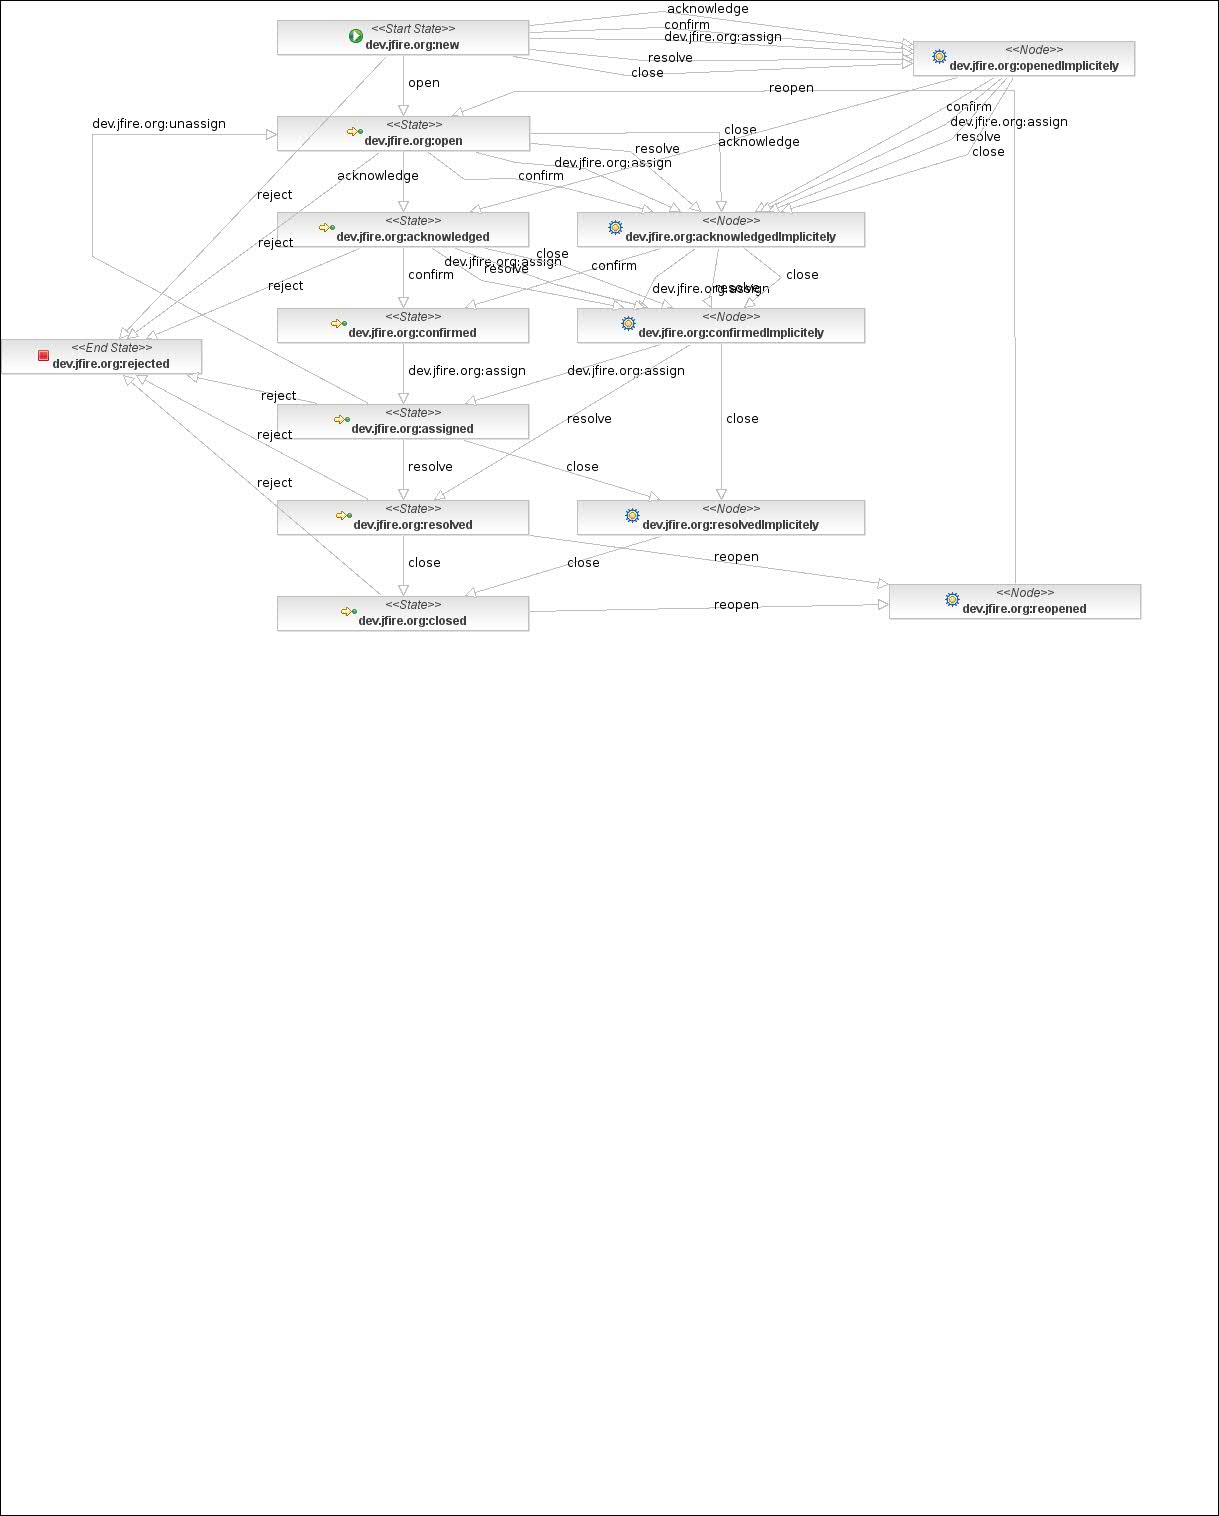 acknowledge
<<Start State>>
dev.jfire.org:new
confirm
dev.jfire.org:assign
resolve
close
<<Node>>
dev.jfire.org:openedImplicitely
open
reopen
confirm
dev.jfire.org:assign
resolve
close
dev.jfire.org:unassign
<<State>>
dev.jfire.org:open
close
acknowledge
resolve
dev.jfire.org:assign
confirm
acknowledge
reject
<<State>>
dev.jfire.org:acknowledged
<<Node>>
dev.jfire.org:acknowledgedImplicitely
reject
close
dev.jfire.org:assign
resolve
confirm
confirm
close
reject
dev.jfire.org:assign
resolve
<<State>>
dev.jfire.org:confirmed
<<Node>>
dev.jfire.org:confirmedImplicitely
<<End State>>
dev.jfire.org:rejected
dev.jfire.org:assign
dev.jfire.org:assign
reject
<<State>>
dev.jfire.org:assigned
resolve
close
reject
resolve
close
reject
<<State>>
dev.jfire.org:resolved
<<Node>>
dev.jfire.org:resolvedImplicitely
close
close
reopen
<<State>>
dev.jfire.org:closed
reopen
<<Node>>
dev.jfire.org:reopened